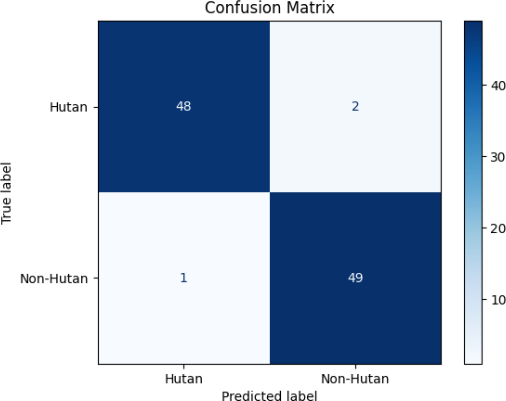 Confusion Matrix
True label
Hutan
48
2
Non-Hutan
1
49
Hutan
Non-Hutan
Predicted label
40
30
20
10